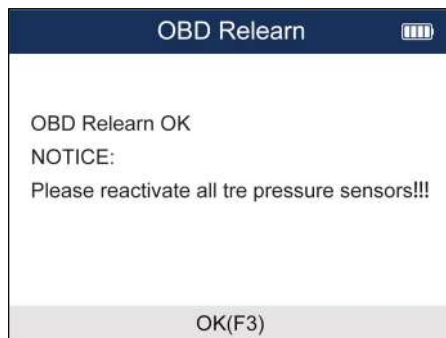 OBD Relearn
OBD Relearn OK
NOTICE:
Please reactivate all tre pressure sensors!!!
OK(F3)